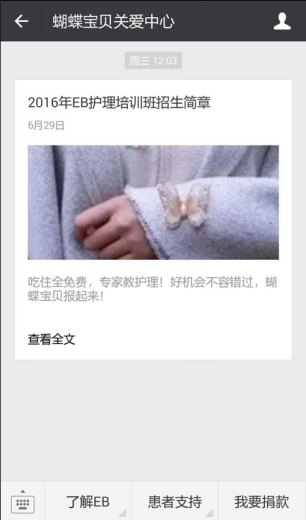 蝴蝶宝贝关爱中心
周三 12:03
2016年EB护理培训班招生简章
6月29日
吃住全免费，专家教护理！好机会不容错过，蝴
蝶宝贝报起来！
查看全文
了解EB
患者支持
我要捐款